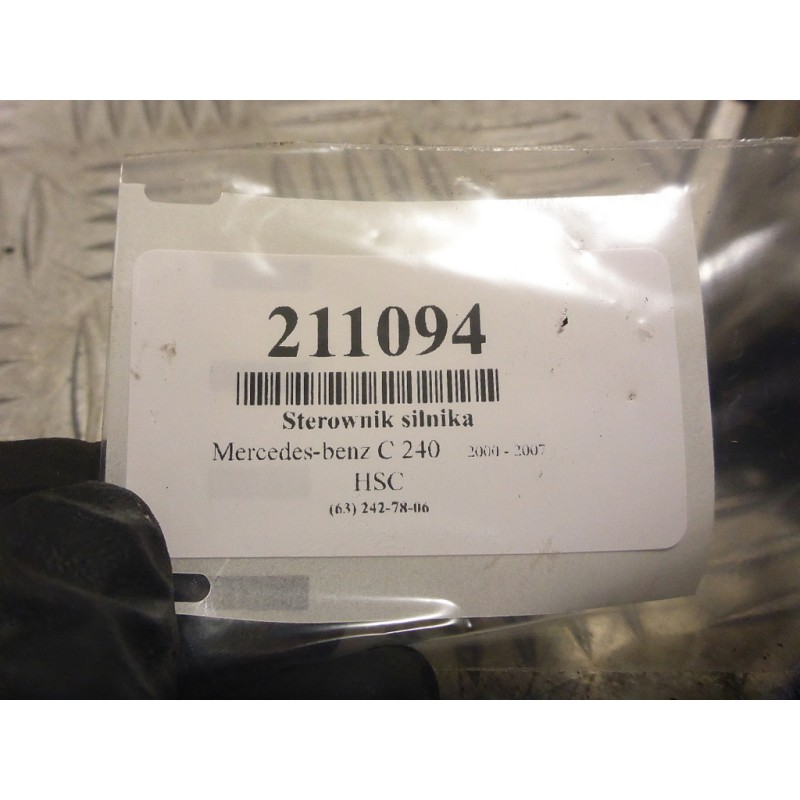 211094
Sterownik silnika
Mercedes-benz C 240 2000 - 2007
HSC
(63) 242-78-06